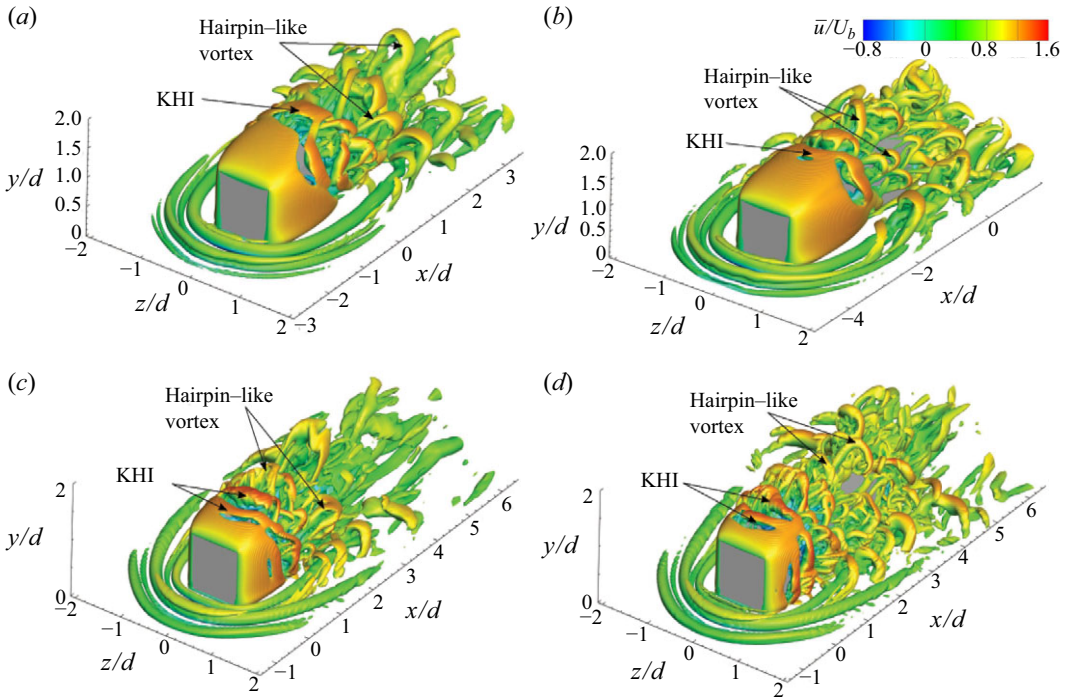 (a)
Hairpin–like
vortex
KHI
2.0
1.5
1.0
0.5
0
y/d
−2
−1
0
1
2
z/d
−3
−2
−1
0
1
2
3
x/d
(b)
u̅/U_b
−0.8 0 0.8 1.6
Hairpin–like
vortex
KHI
2.0
1.5
1.0
0.5
0
y/d
−2
−1
0
1
2
z/d
−4
−2
0
x/d
(c)
Hairpin–like
vortex
KHI
2
0
y/d
−2
−1
0
1
2
z/d
−1
0
1
2
3
4
5
6
x/d
(d)
Hairpin–like
vortex
KHI
2
0
y/d
−2
−1
0
1
2
z/d
−1
0
1
2
3
4
5
6
x/d